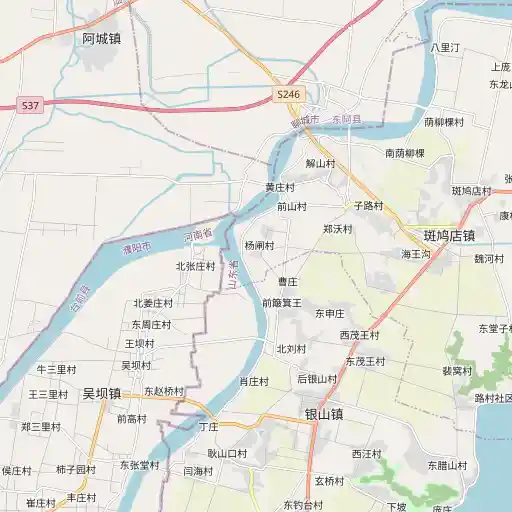 八里汀
阿城镇
上庞
东龙山
S246
S37
聊城市
东阿县
荫柳棵村
南荫柳棵
解山村
黄庄村
斑鸠店村
前山村
子路村
郑沃村
斑鸠店镇
河南省
濮阳市
杨闸村
海王沟
魏河村
北张庄村
山东省
曹庄
台前县
北姜庄村
前簸箕王
东申庄
东周庄村
东堂子村
西茂王村
王坝村
北刘村
吴坝村
东茂王村
牛三里村
肖庄村
后银山村
裴窝村
王三里村
吴坝镇
东赵桥村
路村社区
前高村
银山镇
郑三里村
丁庄
耿山口村
西汪村
侯庄村
柿子园村
东张堂村
闫海村
东腊山村
玄桥村
丰庄村
崔庄村
东钓台村
下坡
庞庄